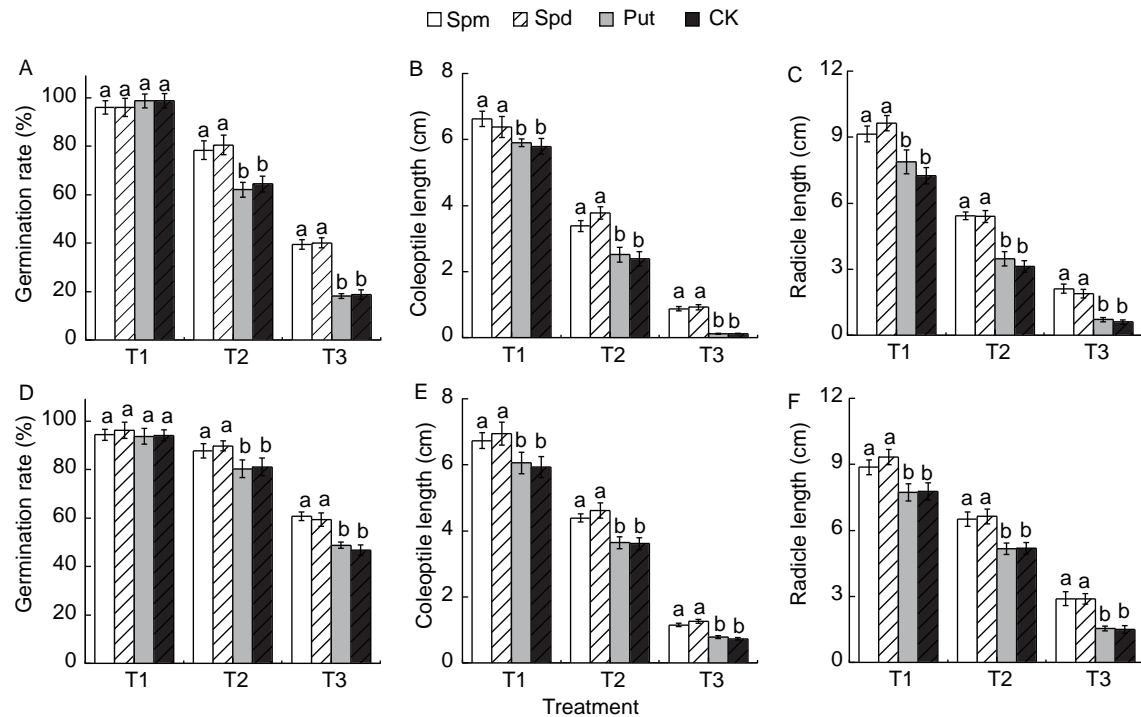 Spm Spd Put CK
A
Germination rate (%)
100
80
60
40
20
0
a a a a
a a b b
a a b b
T1 T2 T3
B
Coleoptile length (cm)
8
6
4
2
0
a a b b
a a b b
a a b b
T1 T2 T3
C
Radicle length (cm)
12
9
6
3
0
a a b b
a a b b
a a b b
T1 T2 T3
D
Germination rate (%)
100
80
60
40
20
0
a a a a
a a b b
a a b b
T1 T2 T3
E
Coleoptile length (cm)
8
6
4
2
0
a a b b
a a b b
a a b b
T1 T2 T3
F
Radicle length (cm)
12
9
6
3
0
a a b b
a a b b
a a b b
T1 T2 T3
Treatment